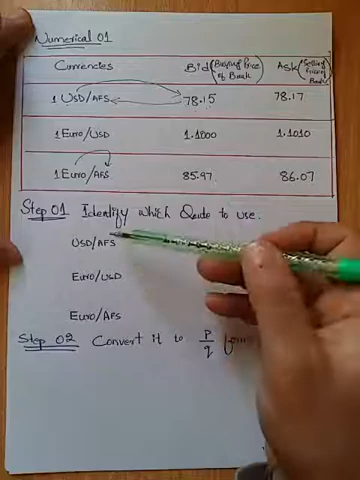 Numerical 01
Currencies Bid (Buying Price of Bank) Ask (Selling Price of Bank)
1 USD/AFS 78.15 78.17
1 Euro/USD 1.1000 1.1010
1 Euro/AFS 85.97 86.07
Step 01 Identify which Qoute to use.
USD/AFS
Euro/USD
Euro/AFS
Step 02 Convert it to P/q